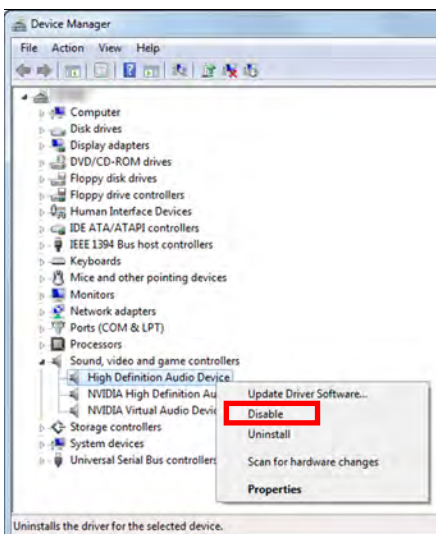 Device Manager
File Action View Help
Computer
Disk drives
Display adapters
DVD/CD-ROM drives
Floppy disk drives
Floppy drive controllers
Human Interface Devices
IDE ATA/ATAPI controllers
IEEE 1394 Bus host controllers
Keyboards
Mice and other pointing devices
Monitors
Network adapters
Ports (COM & LPT)
Processors
Sound, video and game controllers
High Definition Audio Device
NVIDIA High Definition Au
NVIDIA Virtual Audio Devic
Storage controllers
System devices
Universal Serial Bus controllers
Update Driver Software...
Disable
Uninstall
Scan for hardware changes
Properties
Uninstalls the driver for the selected device.